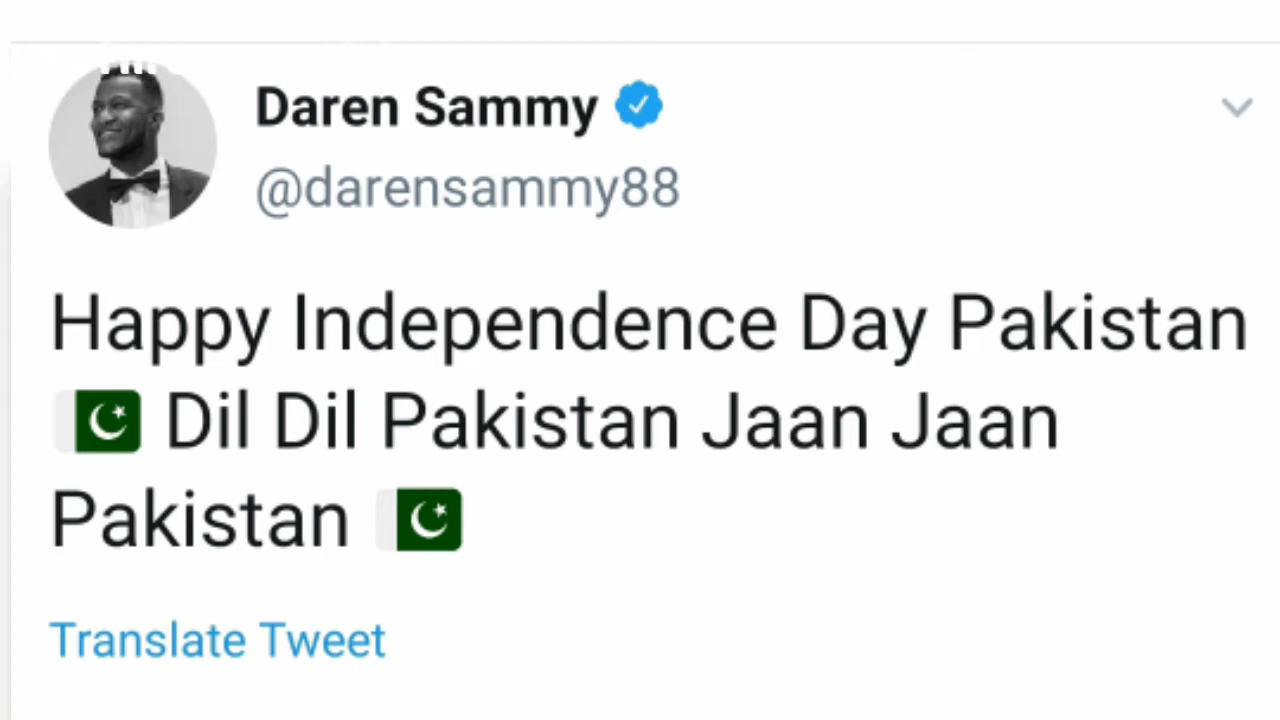 Daren Sammy
@darensammy88
Happy Independence Day Pakistan
🇵🇰 Dil Dil Pakistan Jaan Jaan
Pakistan 🇵🇰
Translate Tweet